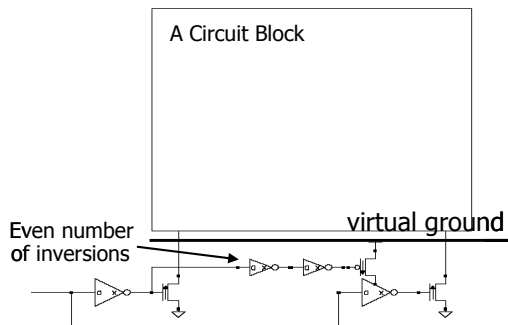 A Circuit Block
virtual ground
Even number
of inversions